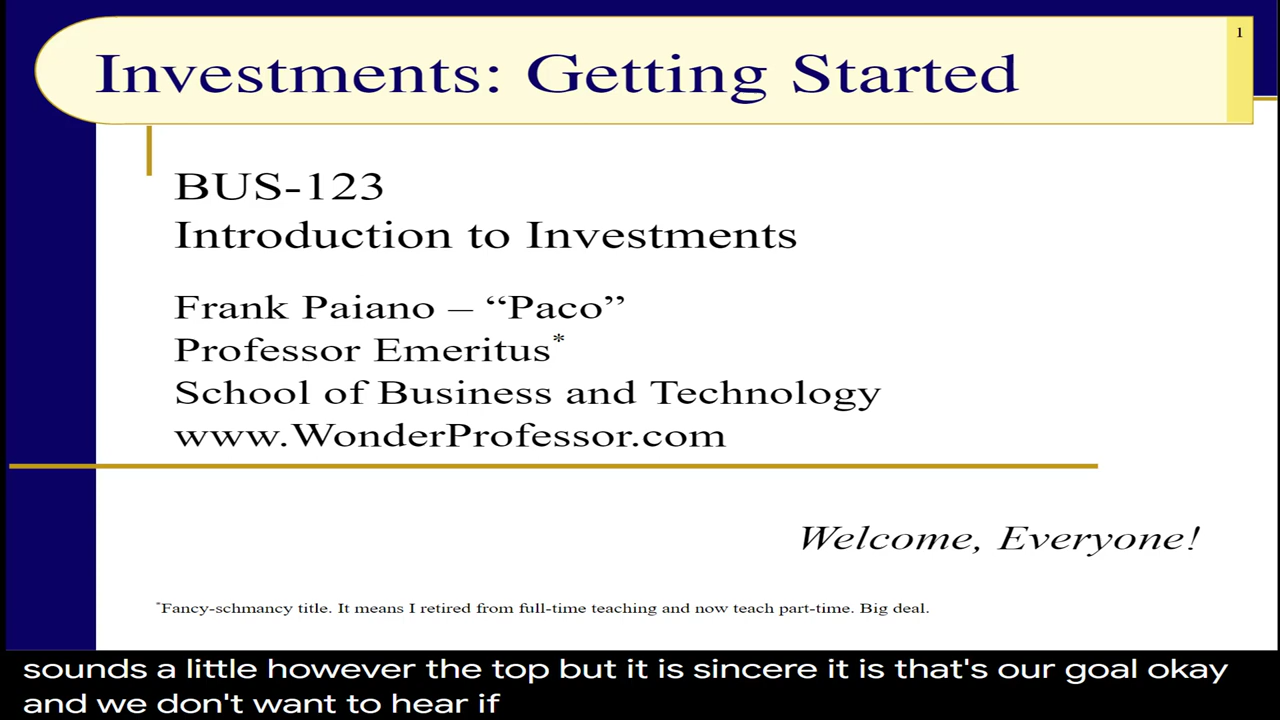 1
Investments: Getting Started
BUS-123
Introduction to Investments
Frank Paiano – “Paco”
Professor Emeritus*
School of Business and Technology
www.WonderProfessor.com
Welcome, Everyone!
*Fancy-schmancy title. It means I retired from full-time teaching and now teach part-time. Big deal.
sounds a little however the top but it is sincere it is that's our goal okay
and we don't want to hear if